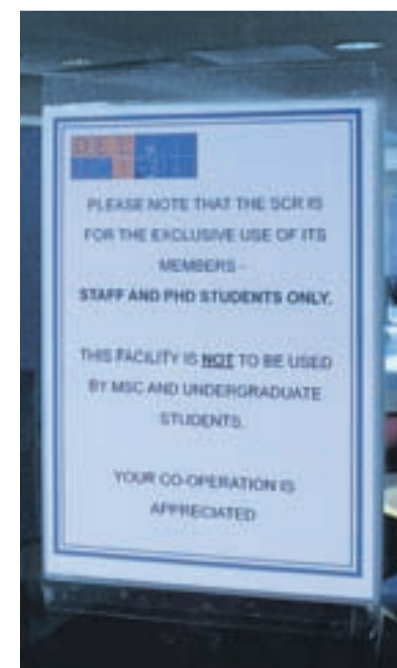 PLEASE NOTE THAT THE SCR IS
FOR THE EXCLUSIVE USE OF ITS
MEMBERS -
STAFF AND PHD STUDENTS ONLY.
THIS FACILITY IS NOT TO BE USED
BY MSC AND UNDERGRADUATE
STUDENTS.
YOUR CO-OPERATION IS
APPRECIATED